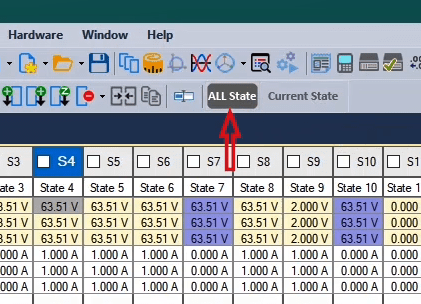 Hardware Window Help
ALL State Current State
S3 S4 S5 S6 S7 S8 S9 S10 S1
ate 3 State 4 State 5 State 6 State 7 State 8 State 9 State 10 State 1
3.51 V 63.51 V 63.51 V 63.51 V 63.51 V 63.51 V 2.000 V 63.51 V 0.000
3.51 V 63.51 V 63.51 V 63.51 V 63.51 V 63.51 V 2.000 V 63.51 V 0.000
3.51 V 63.51 V 63.51 V 63.51 V 63.51 V 63.51 V 2.000 V 63.51 V 0.000
000 A 1.000 A 1.000 A 1.000 A 0.000 A 1.000 A 1.000 A 0.000 A 0.000
000 A 1.000 A 1.000 A 1.000 A 0.000 A 1.000 A 1.000 A 0.000 A 0.000
000 A 1.000 A 1.000 A 1.000 A 0.000 A 1.000 A 1.000 A 0.000 A 0.000